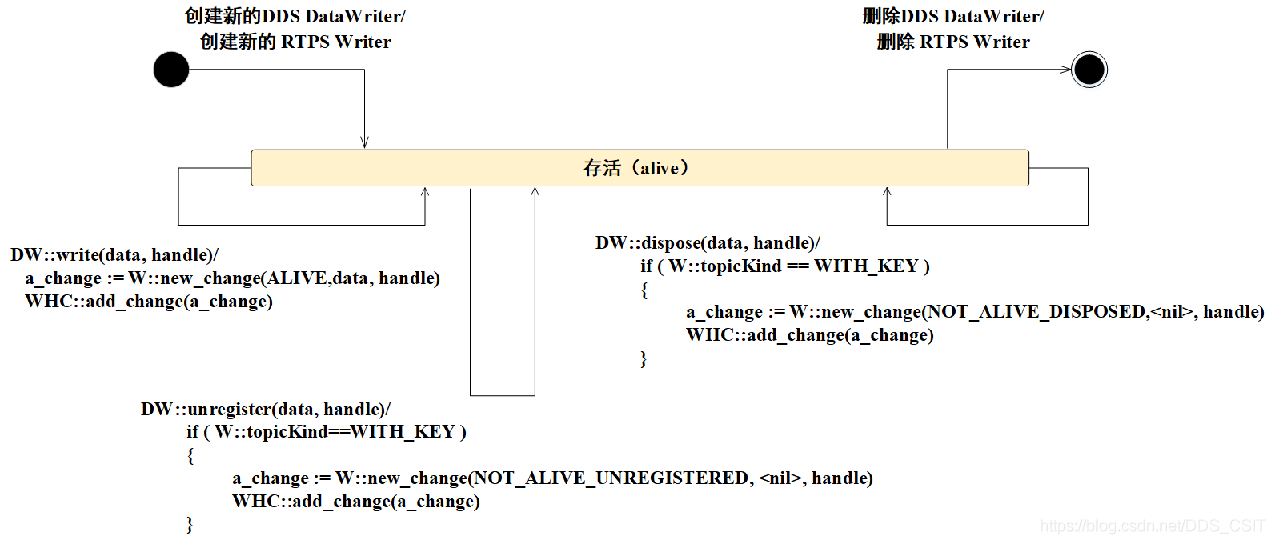 创建新的DDS DataWriter/
创建新的 RTPS Writer
删除DDS DataWriter/
删除 RTPS Writer
存活（alive）
DW::write(data, handle)/
a_change := W::new_change(ALIVE,data, handle)
WHC::add_change(a_change)
DW::dispose(data, handle)/
if ( W::topicKind == WITH_KEY )
{
a_change := W::new_change(NOT_ALIVE_DISPOSED,<nil>, handle)
WHC::add_change(a_change)
}
DW::unregister(data, handle)/
if ( W::topicKind==WITH_KEY )
{
a_change := W::new_change(NOT_ALIVE_UNREGISTERED, <nil>, handle)
WHC::add_change(a_change)
}
https://blog.csdn.net/DDS_CSIT